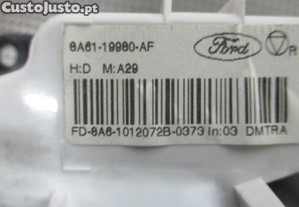 CustoJusto.pt
8A61-19980-AF
Ford
R
H:D M:A29
FD-8A6-1012072B-0373 In:03 DMTRA